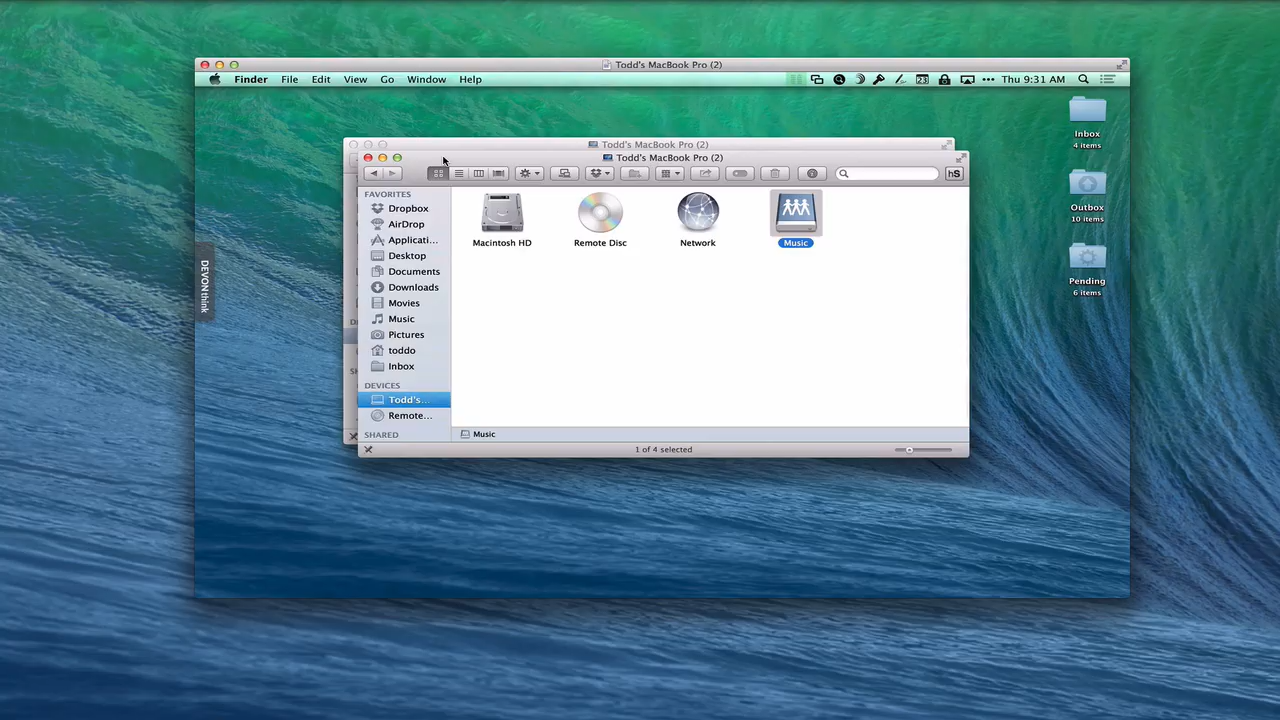 Todd's MacBook Pro (2)
Finder File Edit View Go Window Help
23
Thu 9:31 AM
Inbox
4 items
Outbox
10 items
Pending
6 items
DEVONthink
Todd's MacBook Pro (2)
Todd's MacBook Pro (2)
hS
FAVORITES
Dropbox
AirDrop
Applicati...
Desktop
Documents
Downloads
Movies
Music
Pictures
toddo
Inbox
DEVICES
Todd's...
Remote...
SHARED
Macintosh HD
Remote Disc
Network
Music
Music
1 of 4 selected